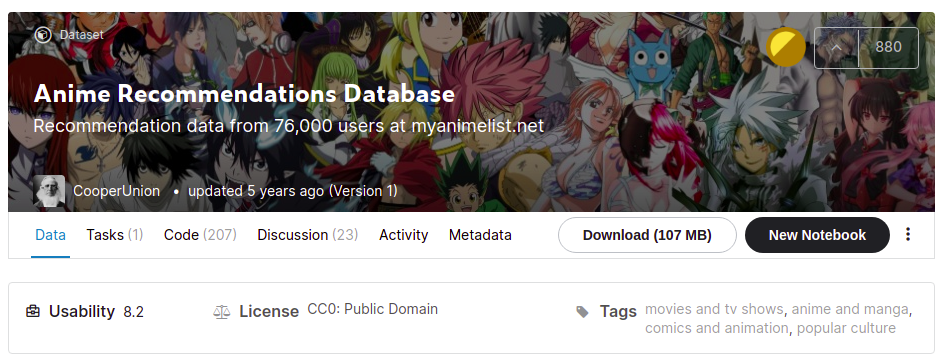 Dataset
880
Anime Recommendations Database
Recommendation data from 76,000 users at myanimelist.net
CooperUnion • updated 5 years ago (Version 1)
Data Tasks (1) Code (207) Discussion (23) Activity Metadata Download (107 MB) New Notebook
Usability 8.2 License CC0: Public Domain Tags movies and tv shows, anime and manga,
comics and animation, popular culture